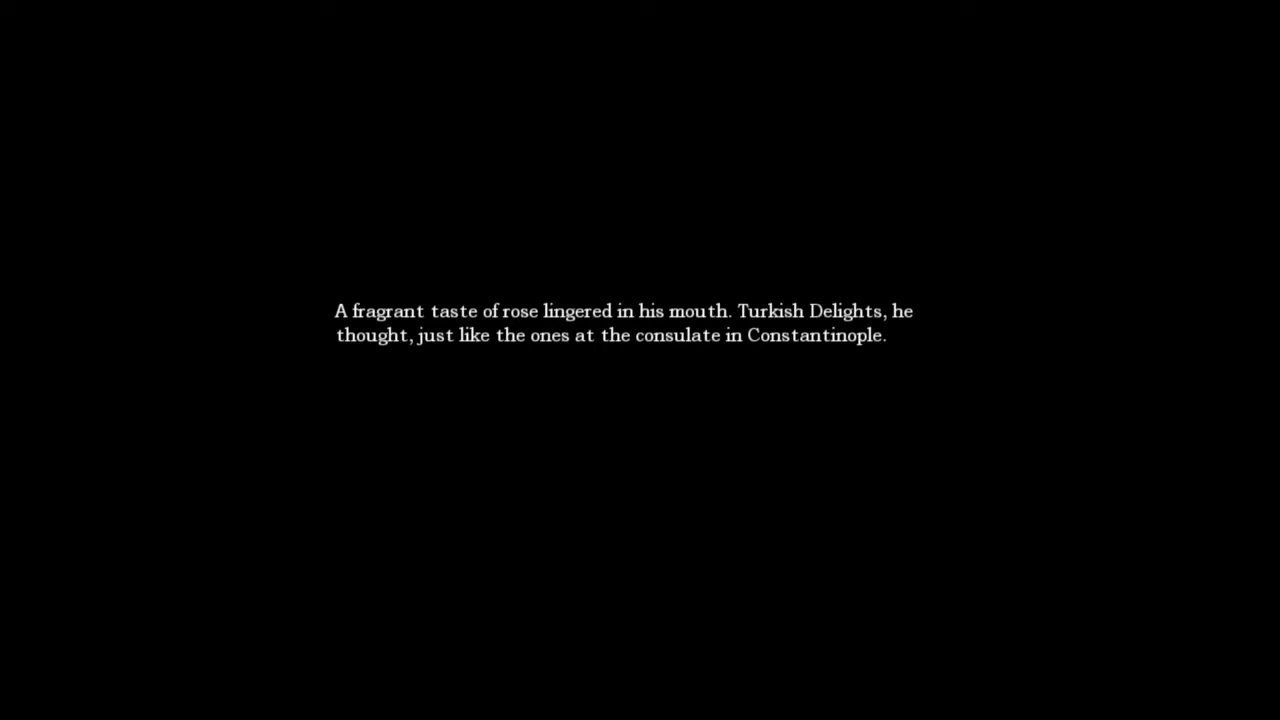 A fragrant taste of rose lingered in his mouth. Turkish Delights, he
thought, just like the ones at the consulate in Constantinople.